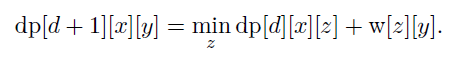 dp[d + 1][x][y] = min_z dp[d][x][z] + w[z][y].